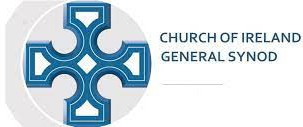 CHURCH OF IRELAND
GENERAL SYNOD